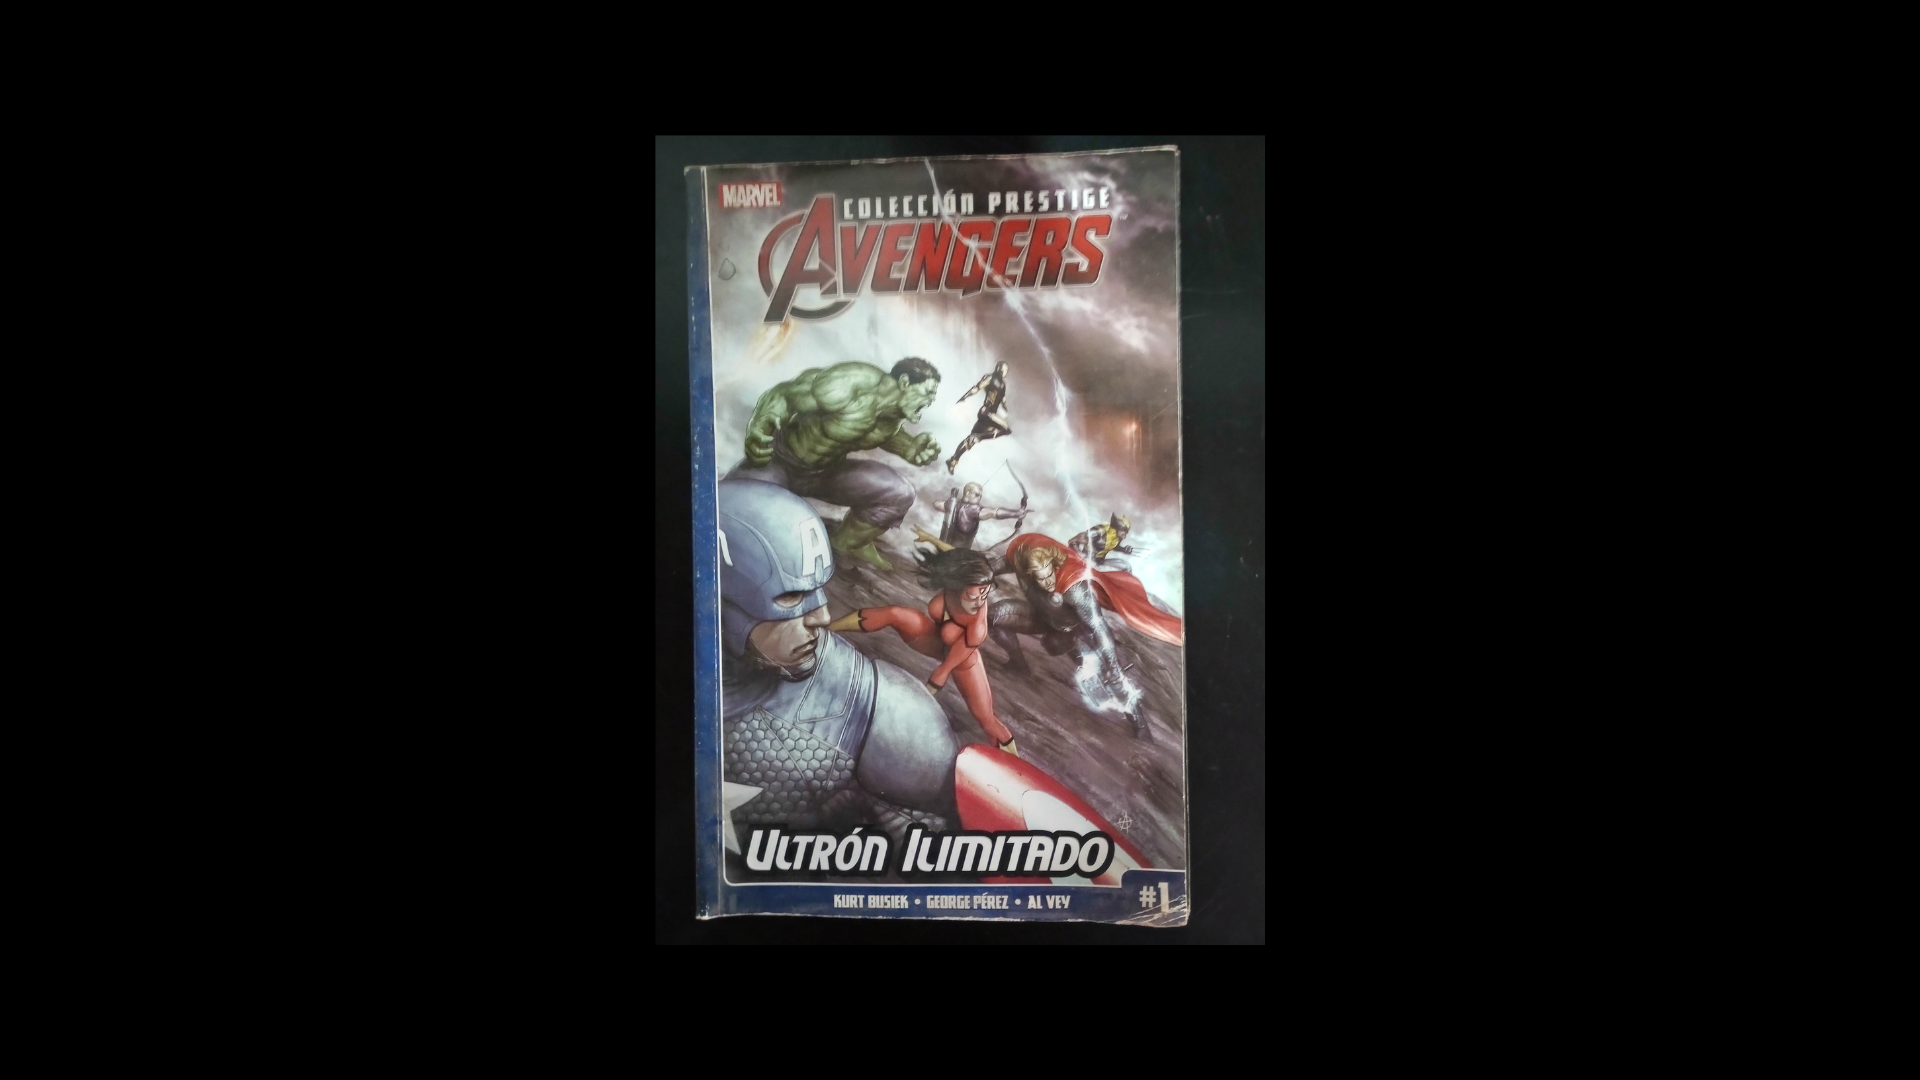 MARVEL
COLECCIÓN PRESTIGE
AVENGERS
A
ULTRÓN ILIMITADO
KURT BUSIEK • GEORGE PÉREZ • AL VEY
#1